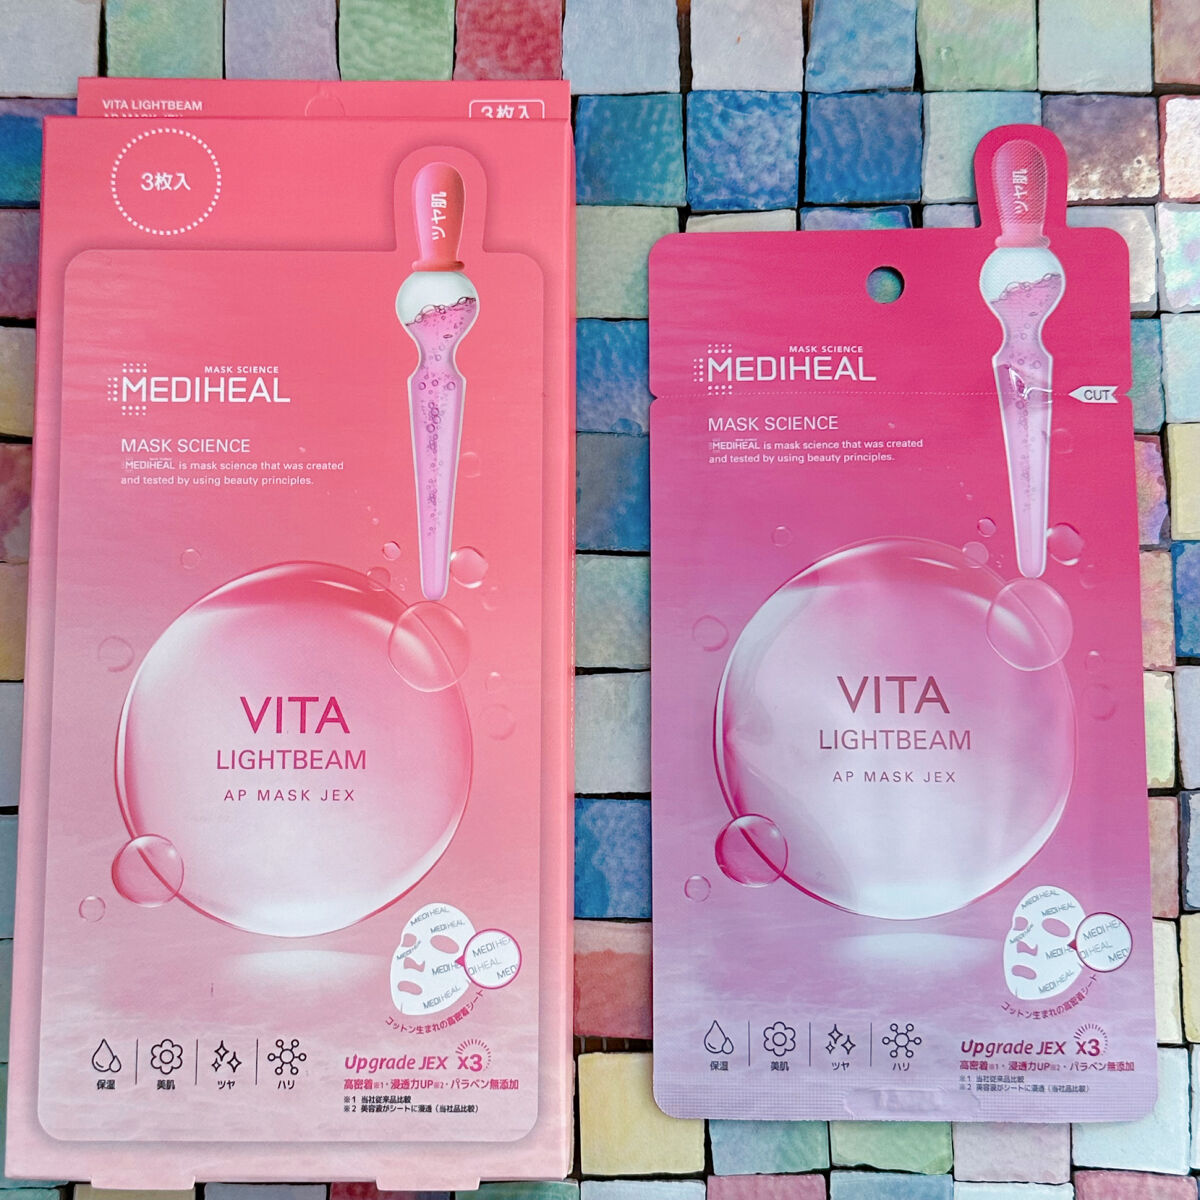 VITA LIGHTBEAM
AP MASK JEX
3枚入
3枚入
ツヤ肌
MASK SCIENCE
MEDIHEAL
MASK SCIENCE
MEDIHEAL is mask science that was created
and tested by using beauty principles.
VITA
LIGHTBEAM
AP MASK JEX
MEDIHEAL
MEDIHEAL
コットン生まれの高密着シート
保湿
美肌
ツヤ
ハリ
Upgrade JEX x3
高密着※1・浸透力UP※2・パラベン無添加
※1 当社従来品比較
※2 美容液がシートに浸透（当社品比較）
ツヤ肌
MASK SCIENCE
MEDIHEAL
CUT
MASK SCIENCE
MEDIHEAL is mask science that was created
and tested by using beauty principles.
VITA
LIGHTBEAM
AP MASK JEX
MEDIHEAL
MEDIHEAL
コットン生まれの高密着シート
保湿
美肌
ツヤ
ハリ
Upgrade JEX x3
高密着※1・浸透力UP※2・パラベン無添加
※1 当社従来品比較
※2 美容液がシートに浸透（当社品比較）